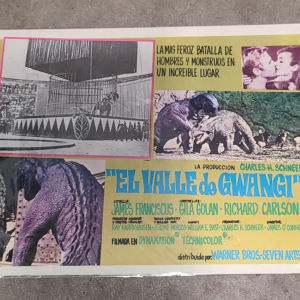 LA MAS FEROZ BATALLA DE
HOMBRES Y MONSTRUOS EN
UN INCREIBLE LUGAR
LA PRODUCCION CHARLES H. SCHNEER
"EL VALLE de GWANGI"
JAMES FRANCISCUS GILA GOLAN RICHARD CARLSON
FILMADA EN DYNAMATION TECHNICOLOR
distribuida por WARNER BROS.-SEVEN ARTS